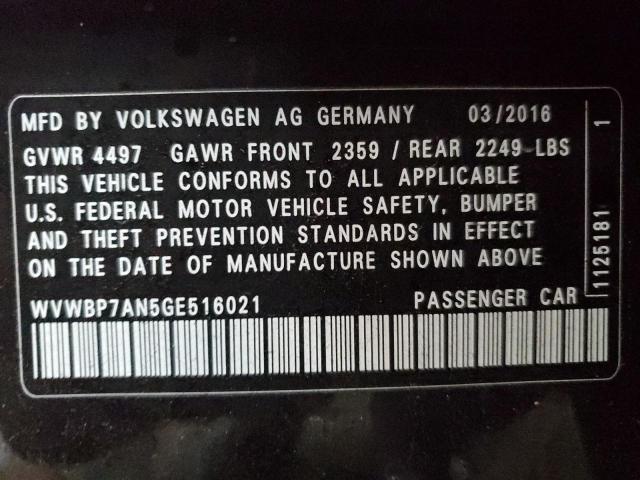 MFD BY VOLKSWAGEN AG GERMANY 03/2016
GVWR 4497 GAWR FRONT 2359 / REAR 2249 LBS
THIS VEHICLE CONFORMS TO ALL APPLICABLE
U.S. FEDERAL MOTOR VEHICLE SAFETY, BUMPER
AND THEFT PREVENTION STANDARDS IN EFFECT
ON THE DATE OF MANUFACTURE SHOWN ABOVE
WVWBP7AN5GE516021 PASSENGER CAR
1125181 1